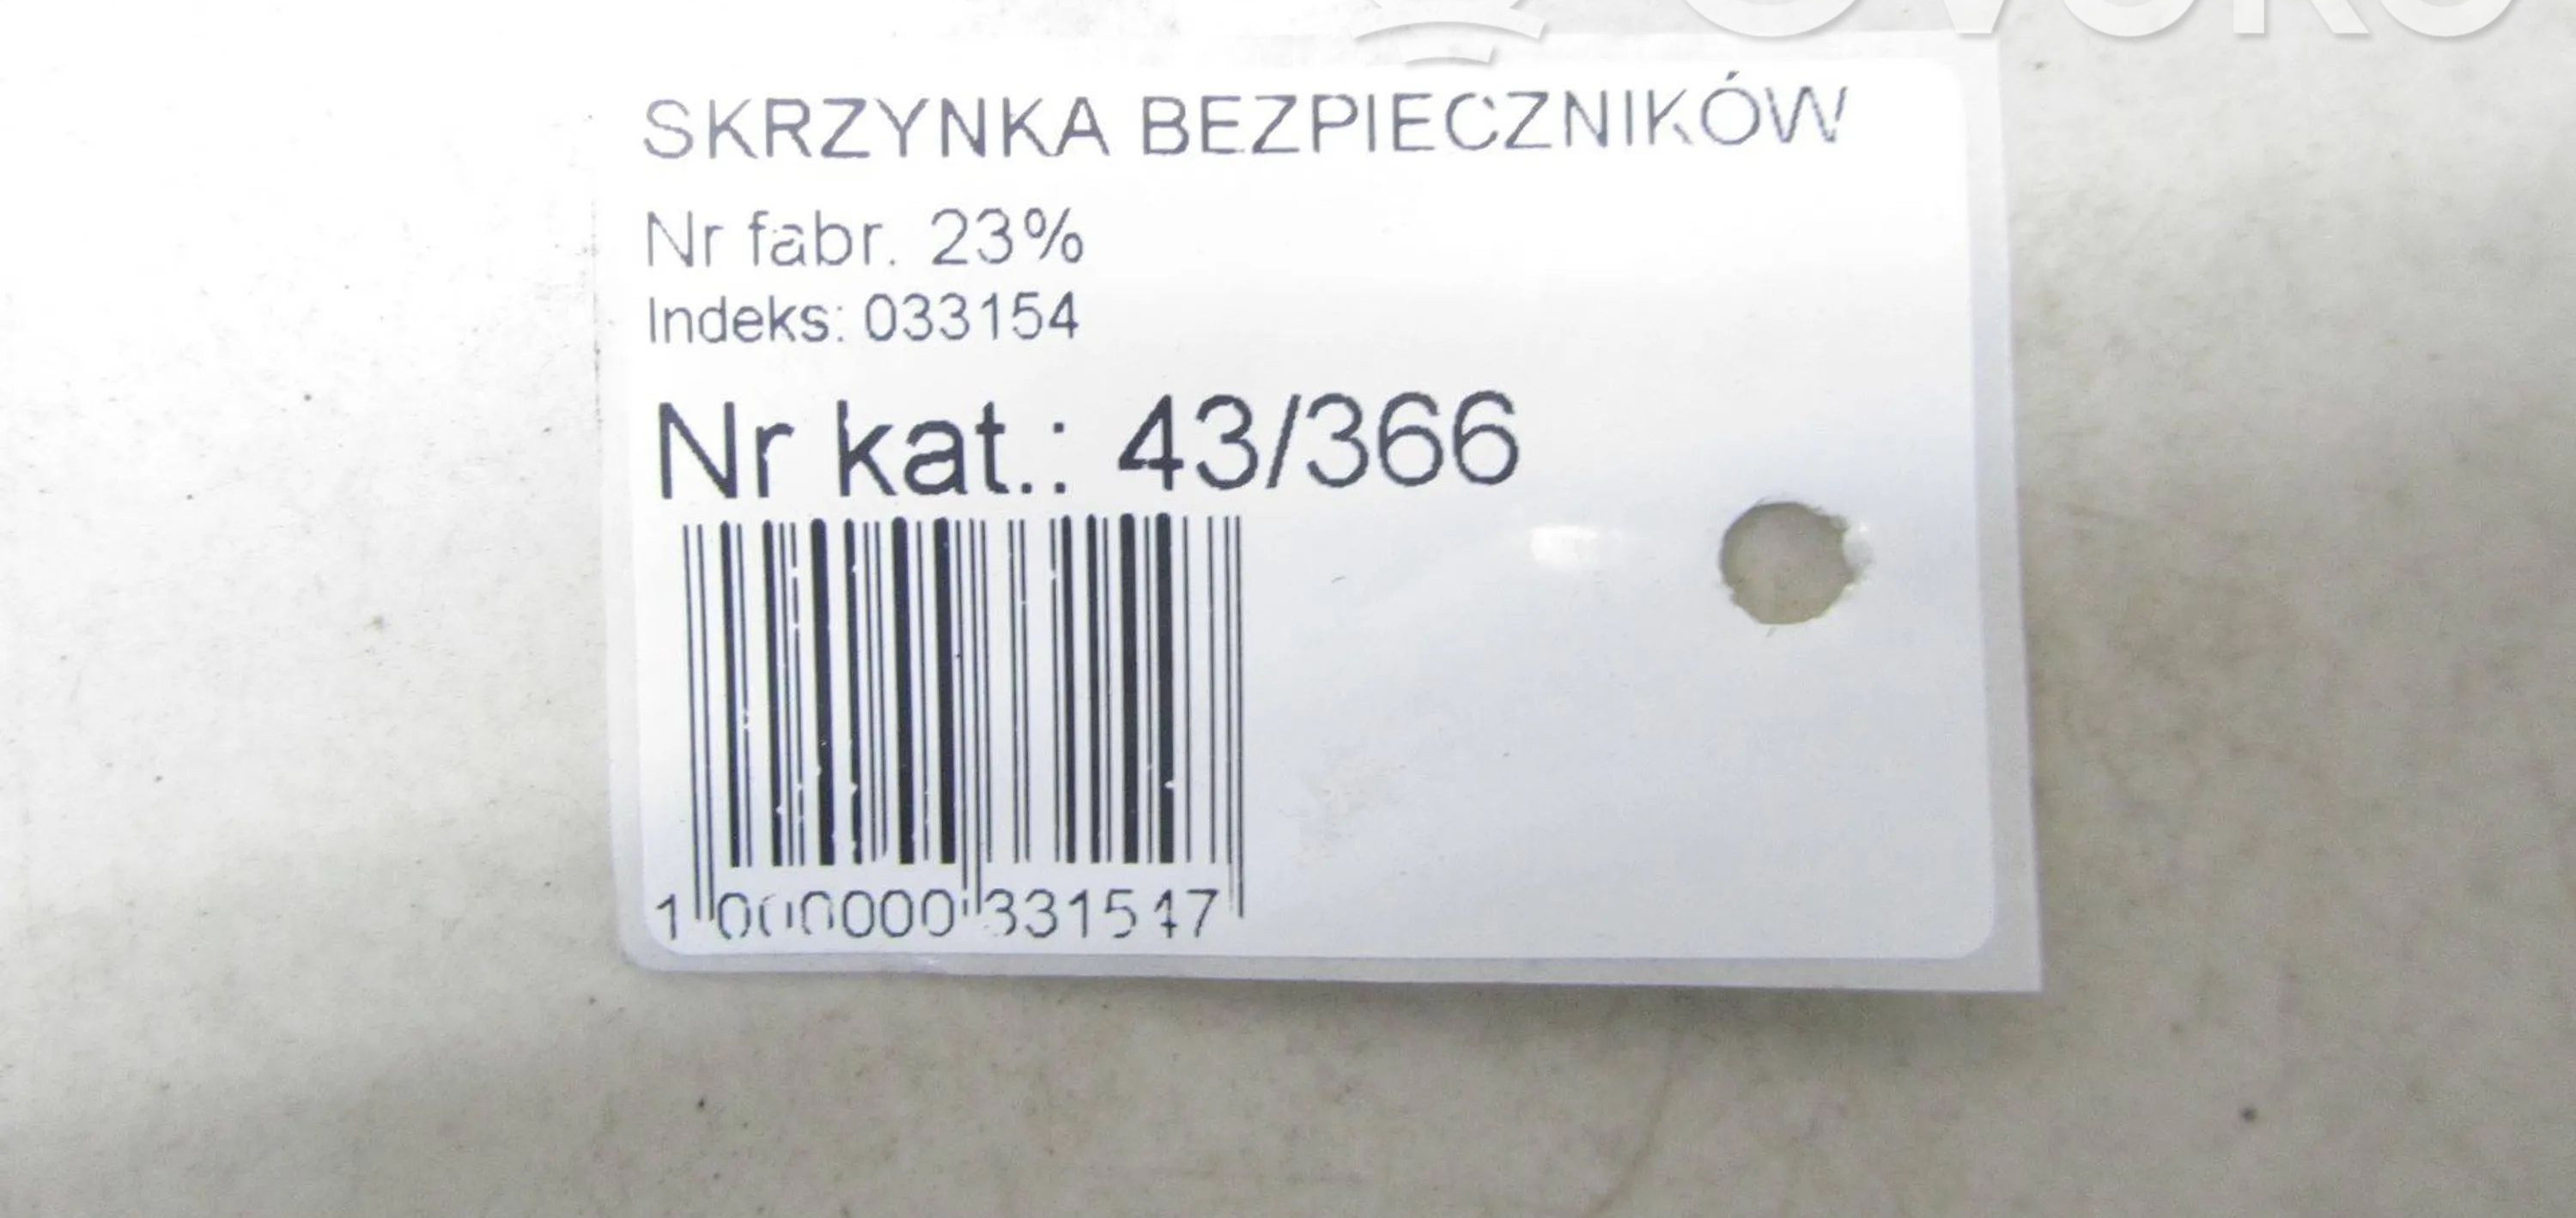 SKRZYNKA BEZPIECZNIKÓW
Nr fabr. 23%
Indeks: 033154
Nr kat.: 43/366
1 000000 331547